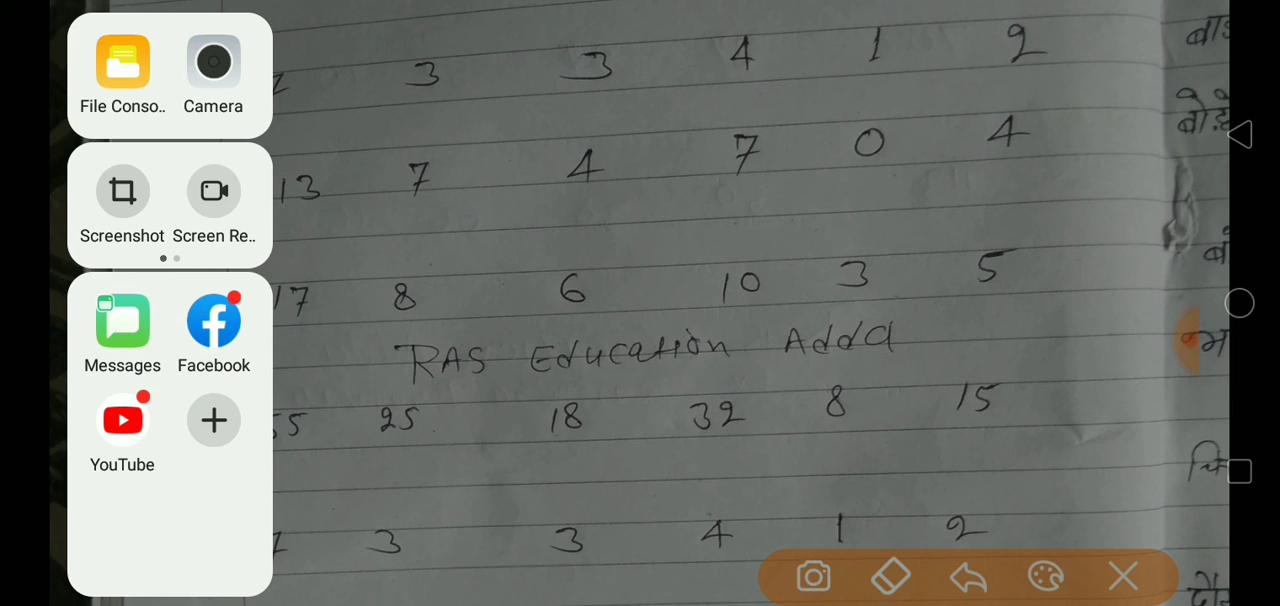 3 3 4 1 2
13 7 4 7 0 4
17 8 6 10 3 5
RAS Education Adda
55 25 18 32 8 15
3 3 4 1 2
File Conso..
Camera
Screenshot
Screen Re..
Messages
Facebook
YouTube